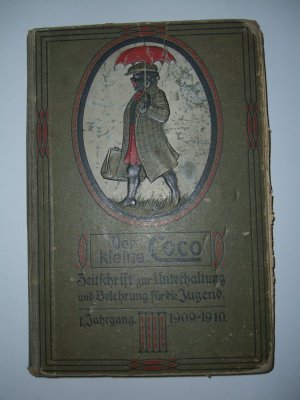 Der
kleine Coco
Zeitschrift zur Unterhaltung
und Belehrung für die Jugend.
1. Jahrgang. 1909-1910.